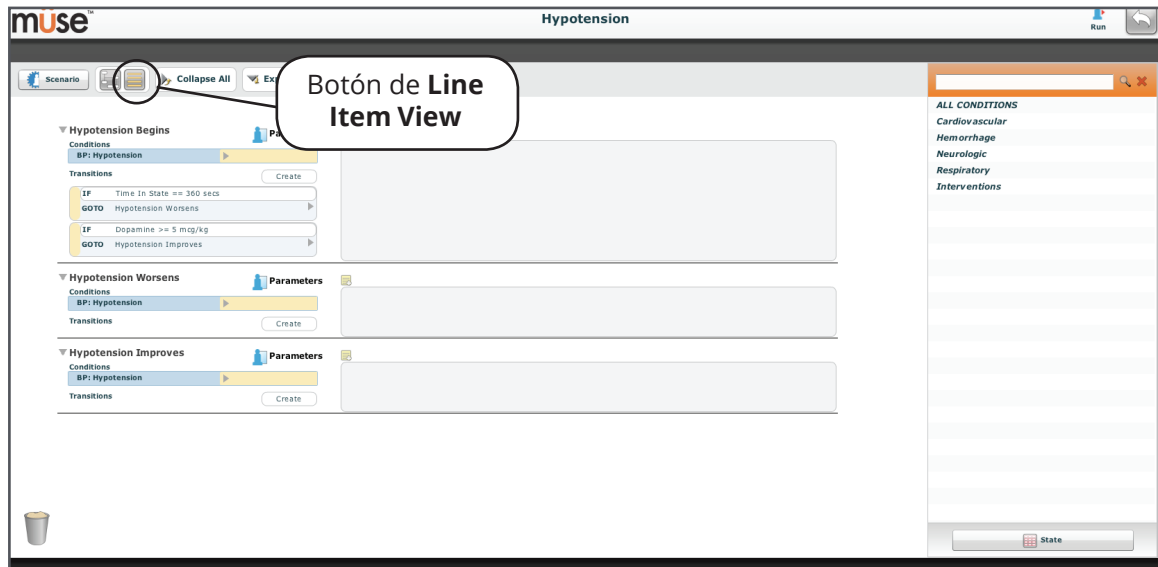 müse™
Hypotension
Run
Scenario
Collapse All
Botón de Line
Item View
Hypotension Begins
Conditions
BP: Hypotension
Transitions
Create
IF Time In State == 360 secs
GOTO Hypotension Worsens
IF Dopamine >= 5 mcg/kg
GOTO Hypotension Improves
Hypotension Worsens
Parameters
Conditions
BP: Hypotension
Transitions
Create
Hypotension Improves
Parameters
Conditions
BP: Hypotension
Transitions
Create
ALL CONDITIONS
Cardiovascular
Hemorrhage
Neurologic
Respiratory
Interventions
State